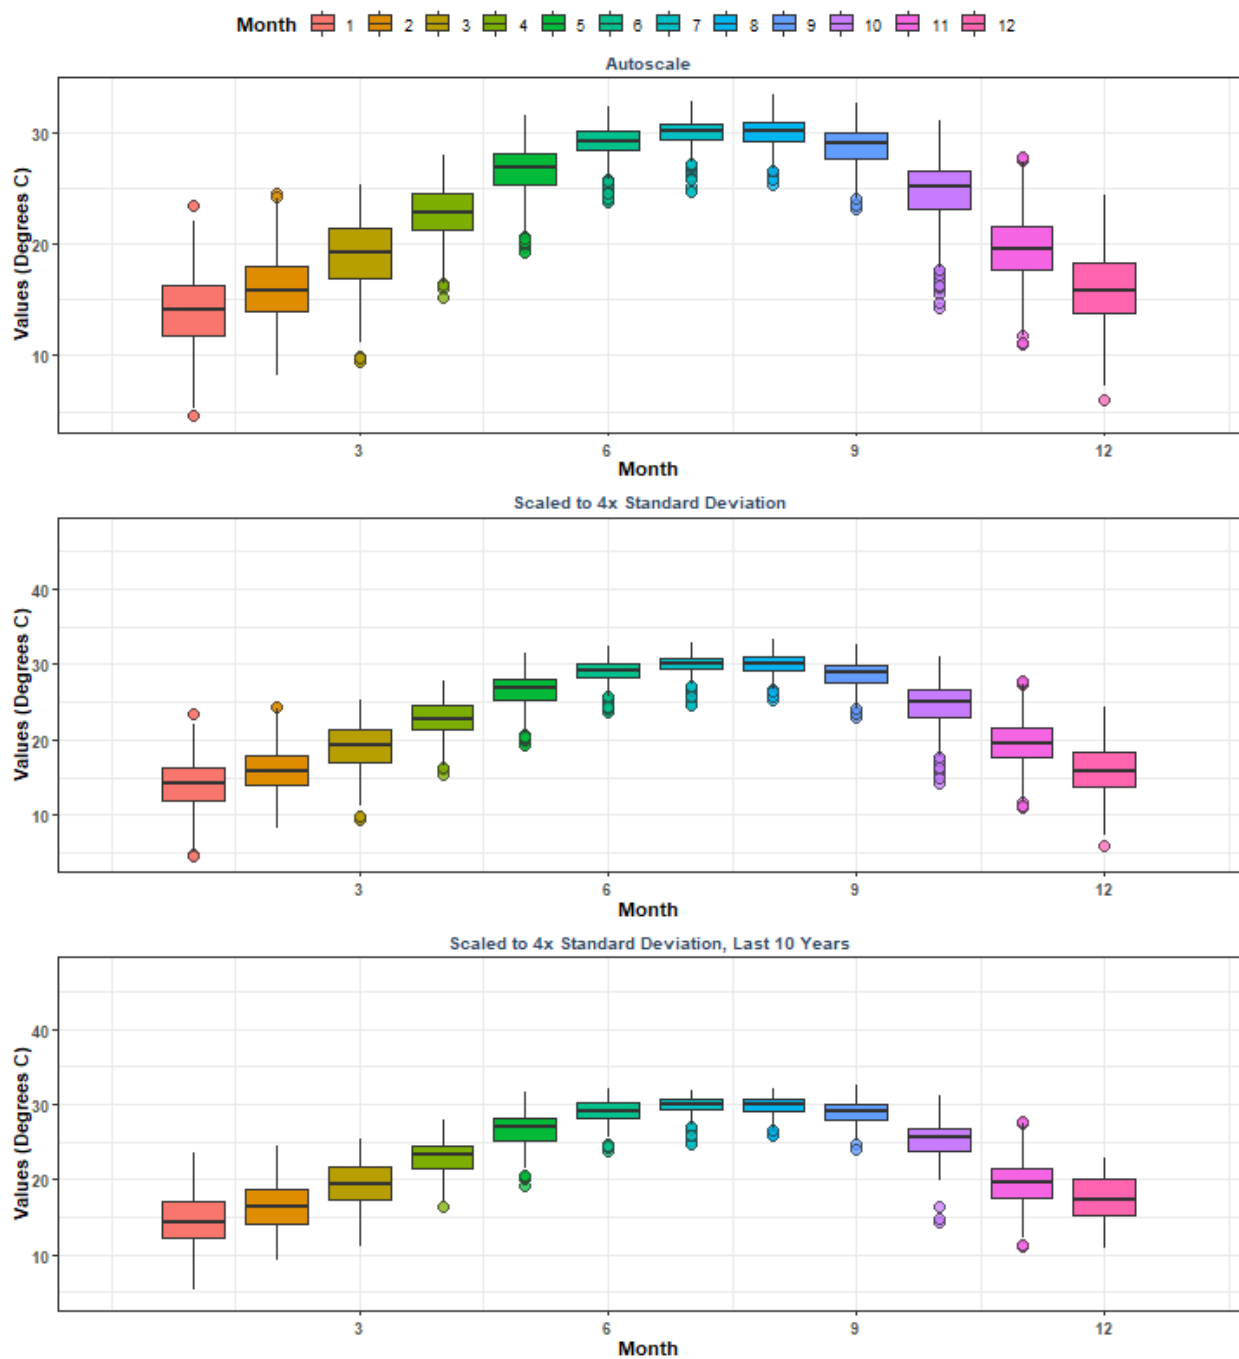 Month 1 2 3 4 5 6 7 8 9 10 11 12
Autoscale
Values (Degrees C)
30
20
10
3 6 9 12
Month
Scaled to 4x Standard Deviation
Values (Degrees C)
40
30
20
10
3 6 9 12
Month
Scaled to 4x Standard Deviation, Last 10 Years
Values (Degrees C)
40
30
20
10
3 6 9 12
Month